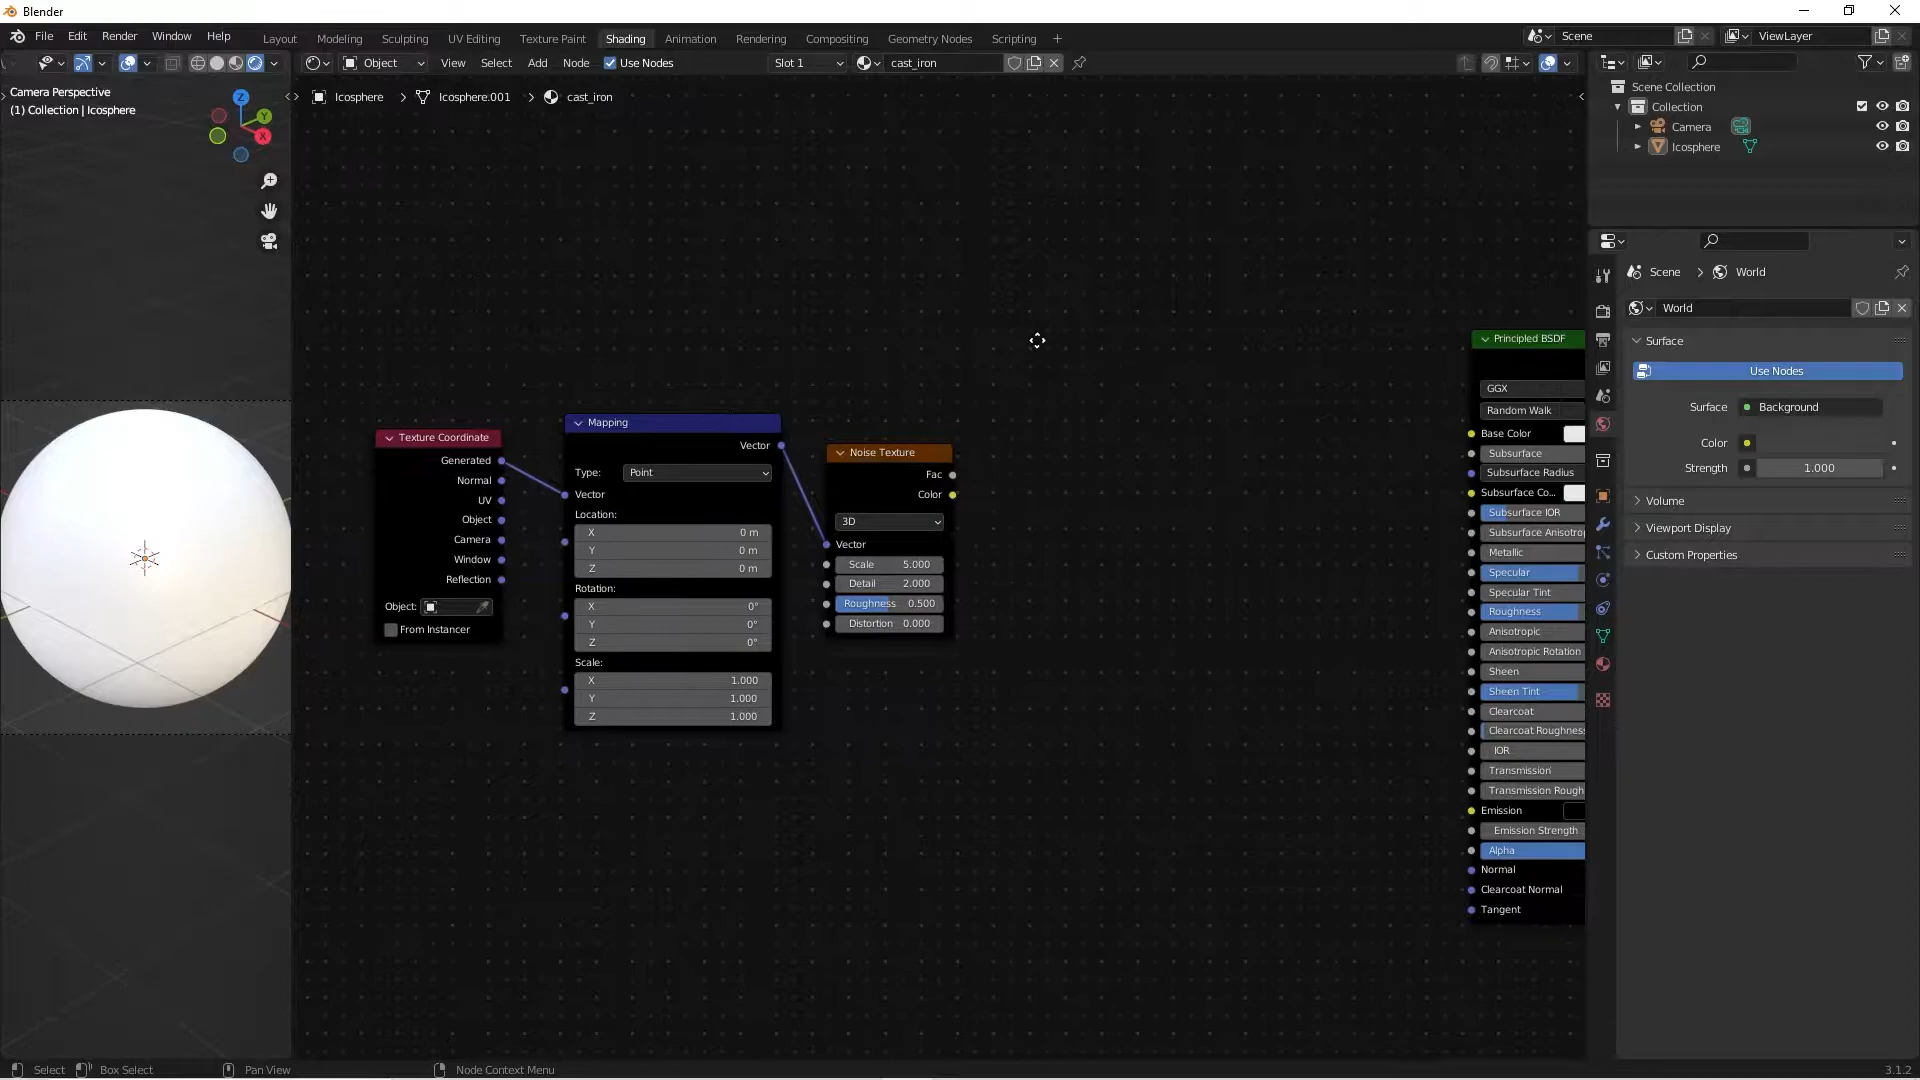 Blender
File Edit Render Window Help
Layout Modeling Sculpting UV Editing Texture Paint Shading Animation Rendering Compositing Geometry Nodes Scripting +
Scene
ViewLayer
Object
View Select Add Node Use Nodes
Slot 1
cast_iron
Camera Perspective
(1) Collection | Icosphere
Z
Y
X
Icosphere > Icosphere.001 > cast_iron
Scene Collection
Collection
Camera
Icosphere
Scene > World
World
Surface
Use Nodes
Surface Background
Color
Strength 1.000
Volume
Viewport Display
Custom Properties
Texture Coordinate
Generated
Normal
UV
Object
Camera
Window
Reflection
Object:
From Instancer
Mapping
Vector
Type: Point
Vector
Location:
X 0 m
Y 0 m
Z 0 m
Rotation:
X 0°
Y 0°
Z 0°
Scale:
X 1.000
Y 1.000
Z 1.000
Noise Texture
Fac
Color
3D
Vector
Scale 5.000
Detail 2.000
Roughness 0.500
Distortion 0.000
Principled BSDF
GGX
Random Walk
Base Color
Subsurface
Subsurface Radius
Subsurface Co...
Subsurface IOR
Subsurface Anisotrop
Metallic
Specular
Specular Tint
Roughness
Anisotropic
Anisotropic Rotation
Sheen
Sheen Tint
Clearcoat
Clearcoat Roughness
IOR
Transmission
Transmission Rough
Emission
Emission Strength
Alpha
Normal
Clearcoat Normal
Tangent
Select Box Select Pan View Node Context Menu 3.1.2